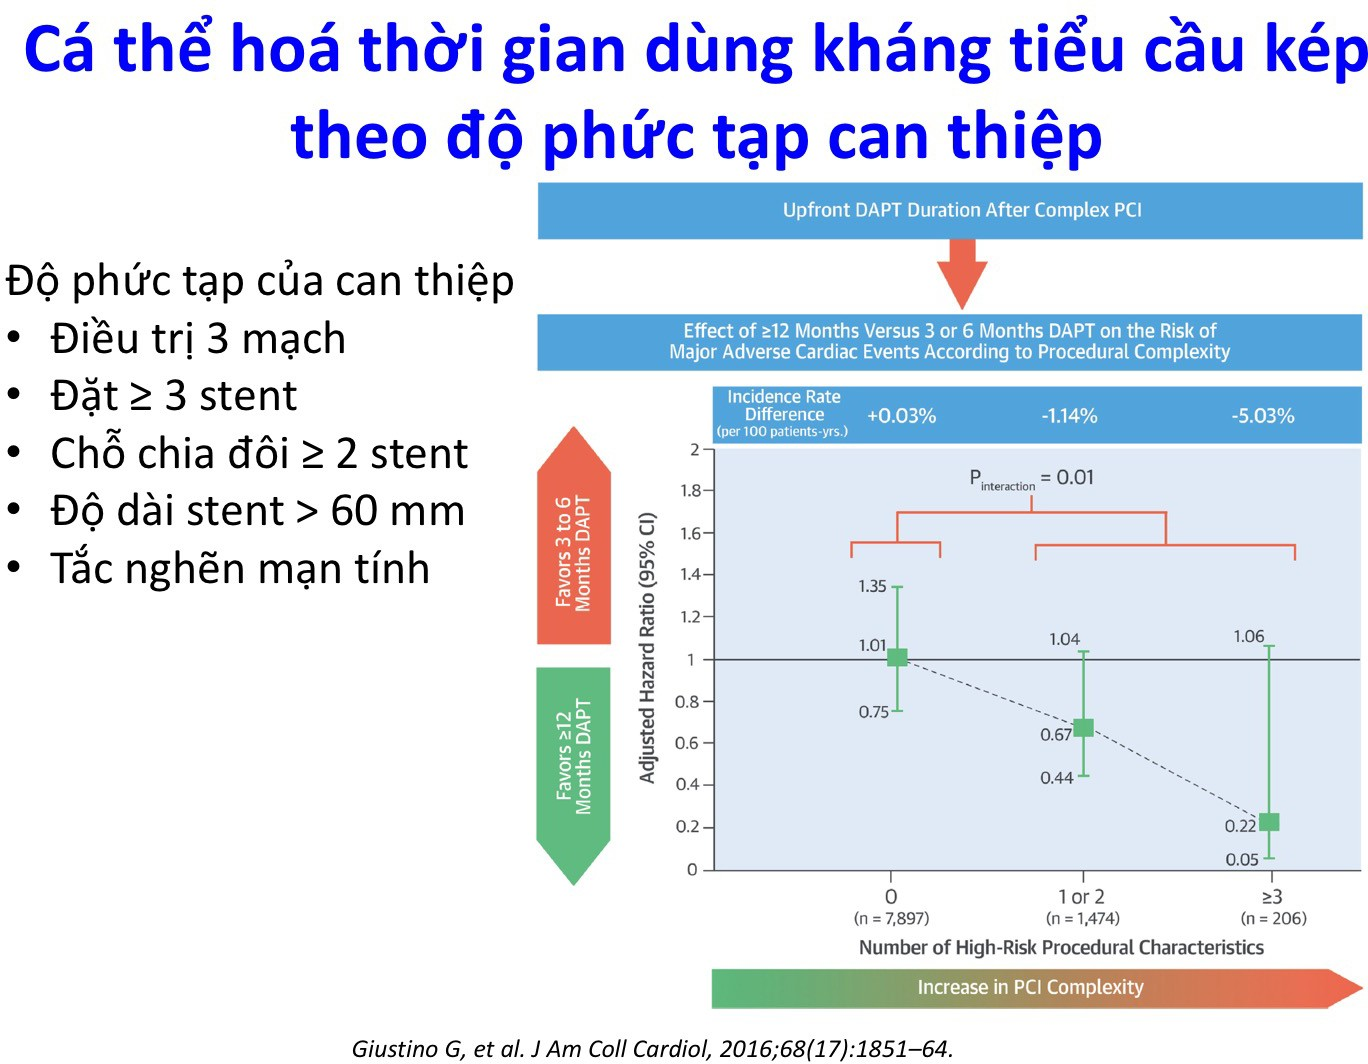 Cá thể hoá thời gian dùng kháng tiểu cầu kép
theo độ phức tạp can thiệp
Độ phức tạp của can thiệp
• Điều trị 3 mạch
• Đặt ≥ 3 stent
• Chỗ chia đôi ≥ 2 stent
• Độ dài stent > 60 mm
• Tắc nghẽn mạn tính
Upfront DAPT Duration After Complex PCI
Effect of ≥12 Months Versus 3 or 6 Months DAPT on the Risk of
Major Adverse Cardiac Events According to Procedural Complexity
Incidence Rate
Difference
(per 100 patients-yrs.)
+0.03%
-1.14%
-5.03%
Favors 3 to 6
Months DAPT
Favors ≥12
Months DAPT
Adjusted Hazard Ratio (95% CI)
2
1.8
1.6
1.4
1.2
1
0.8
0.6
0.4
0.2
0
Pinteraction = 0.01
1.35
1.01
0.75
1.04
0.67
0.44
1.06
0.22
0.05
0
(n = 7,897)
1 or 2
(n = 1,474)
≥3
(n = 206)
Number of High-Risk Procedural Characteristics
Increase in PCI Complexity
Giustino G, et al. J Am Coll Cardiol, 2016;68(17):1851–64.